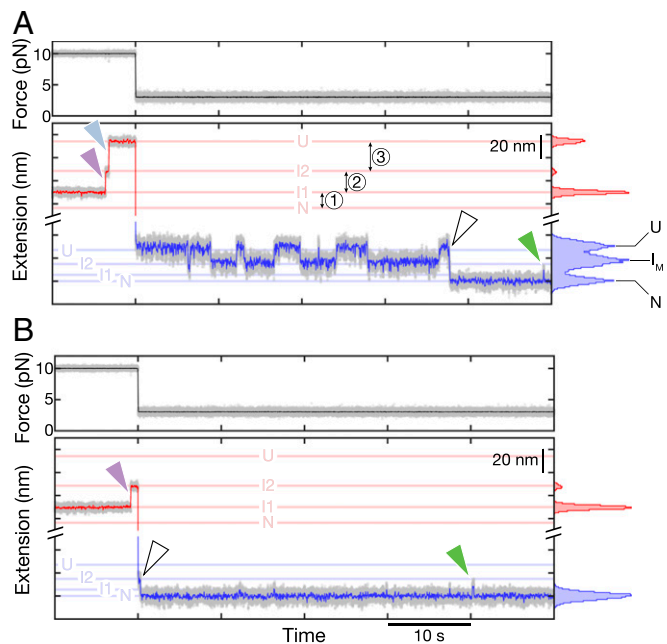 A
Force (pN)
10
5
0
Extension (nm)
U
I2
I1
N
①
②
③
20 nm
U
I2
I1
N
U
I_M
N
B
Force (pN)
10
5
0
Extension (nm)
U
I2
I1
N
20 nm
U
I2
I1
N
Time
10 s